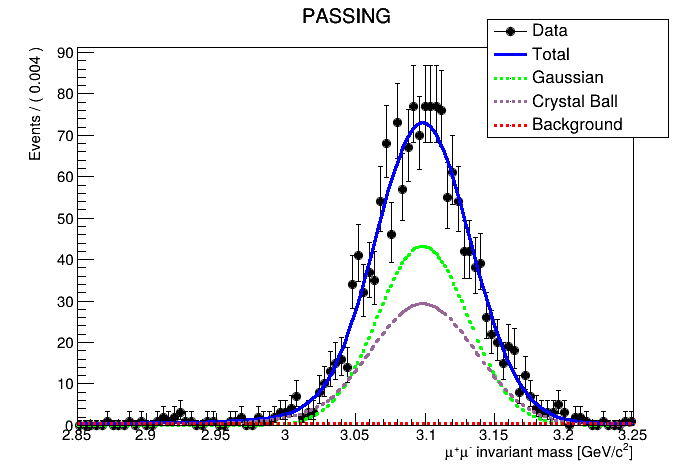 PASSING
Data
Total
Gaussian
Crystal Ball
Background
Events / ( 0.004 )
90
80
70
60
50
40
30
20
10
0
2.85 2.9 2.95 3 3.05 3.1 3.15 3.2 3.25
μ⁺μ⁻ invariant mass [GeV/c²]